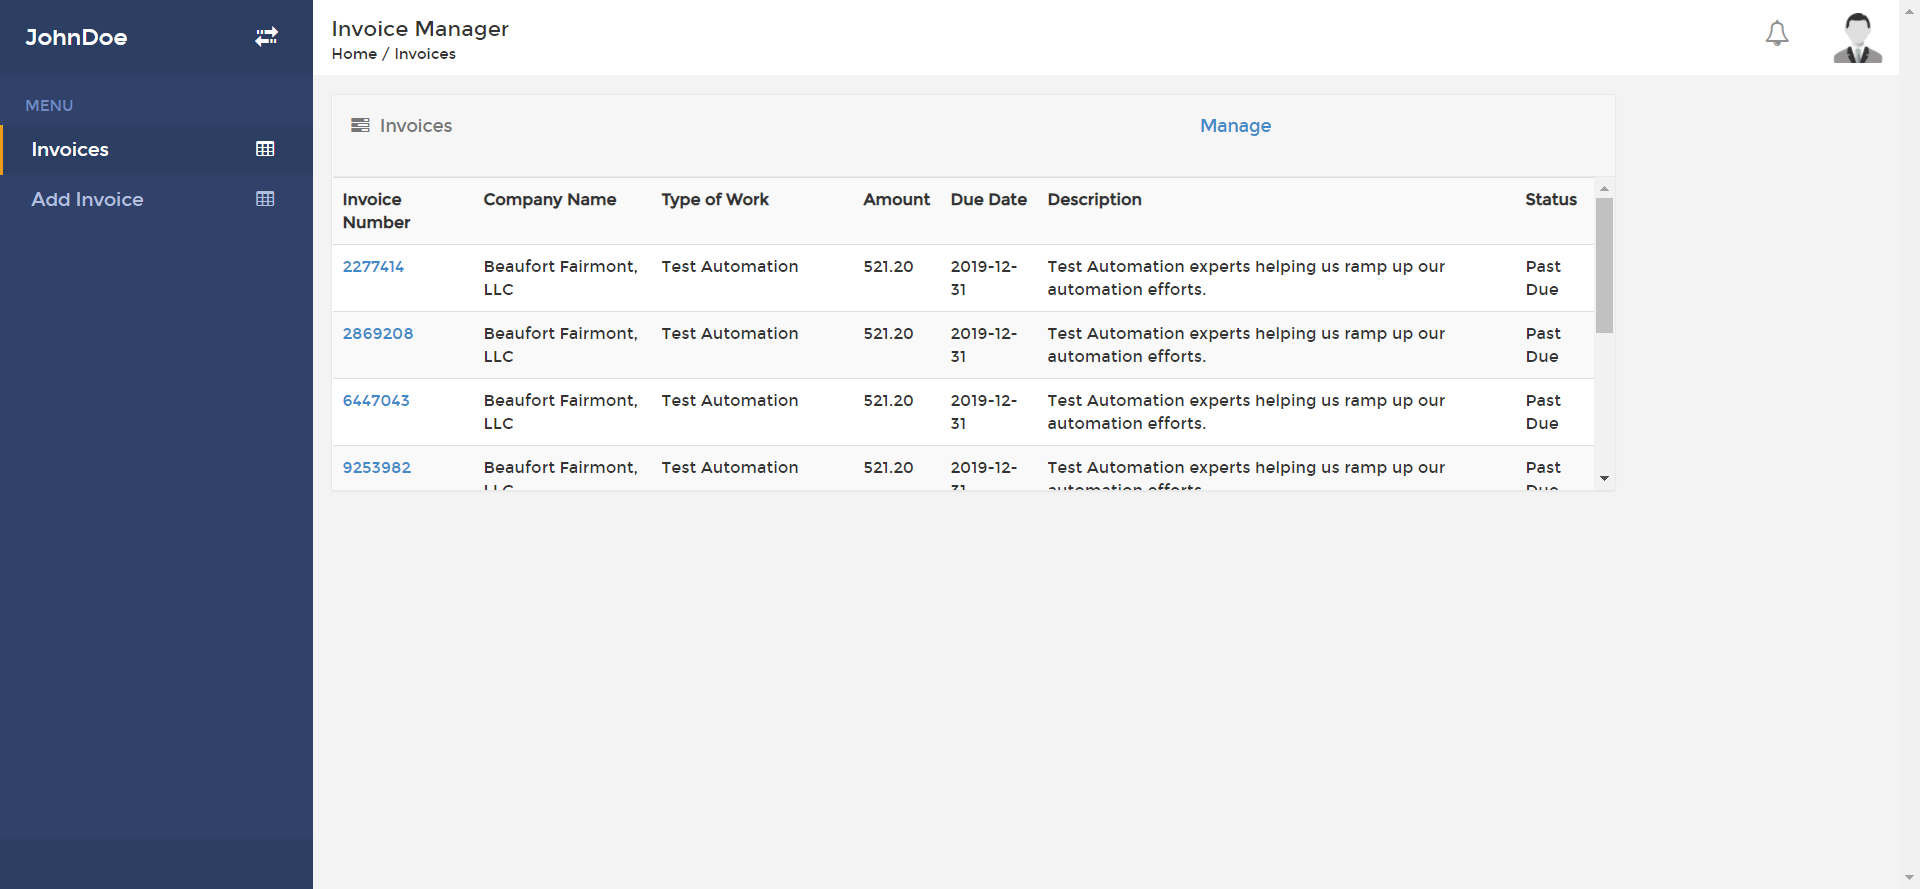 JohnDoe
MENU
Invoices
Add Invoice
Invoice Manager
Home / Invoices
Invoices
Manage
Invoice Number Company Name Type of Work Amount Due Date Description Status
2277414 Beaufort Fairmont, LLC Test Automation 521.20 2019-12-31 Test Automation experts helping us ramp up our automation efforts. Past Due
2869208 Beaufort Fairmont, LLC Test Automation 521.20 2019-12-31 Test Automation experts helping us ramp up our automation efforts. Past Due
6447043 Beaufort Fairmont, LLC Test Automation 521.20 2019-12-31 Test Automation experts helping us ramp up our automation efforts. Past Due
9253982 Beaufort Fairmont, LLC Test Automation 521.20 2019-12-31 Test Automation experts helping us ramp up our automation efforts. Past Due